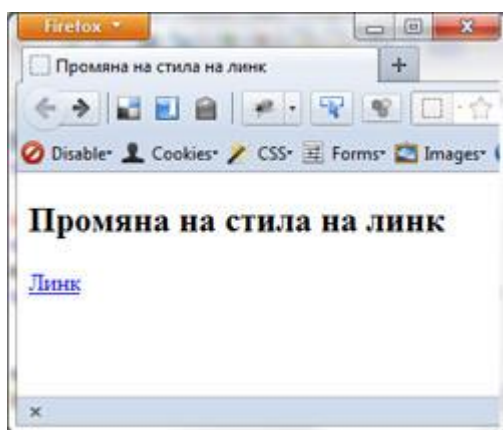 Firefox
Промяна на стила на линк
Disable Cookies CSS Forms Images
Промяна на стила на линк
Линк